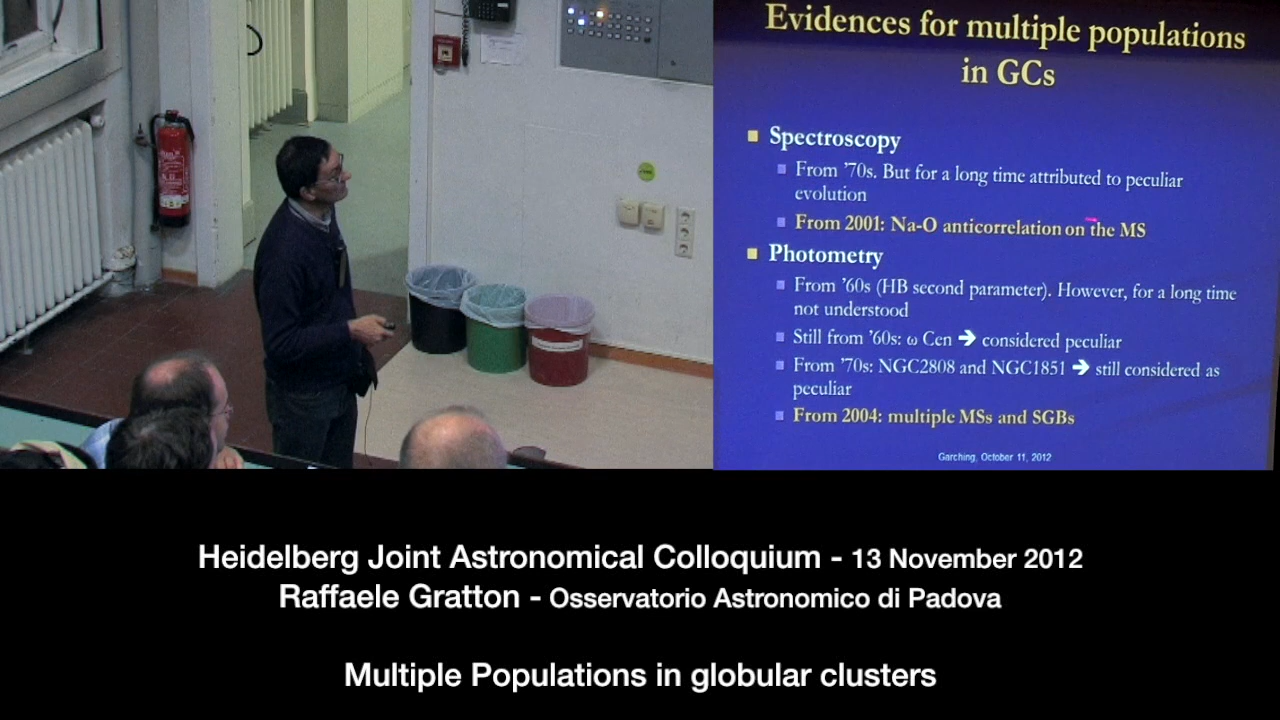 Evidences for multiple populations
in GCs
Spectroscopy
From '70s. But for a long time attributed to peculiar
evolution
From 2001: Na-O anticorrelation on the MS
Photometry
From '60s (HB second parameter). However, for a long time
not understood
Still from '60s: ω Cen ➔ considered peculiar
From '70s: NGC2808 and NGC1851 ➔ still considered as
peculiar
From 2004: multiple MSs and SGBs
Garching, October 11, 2012
Heidelberg Joint Astronomical Colloquium - 13 November 2012
Raffaele Gratton - Osservatorio Astronomico di Padova
Multiple Populations in globular clusters